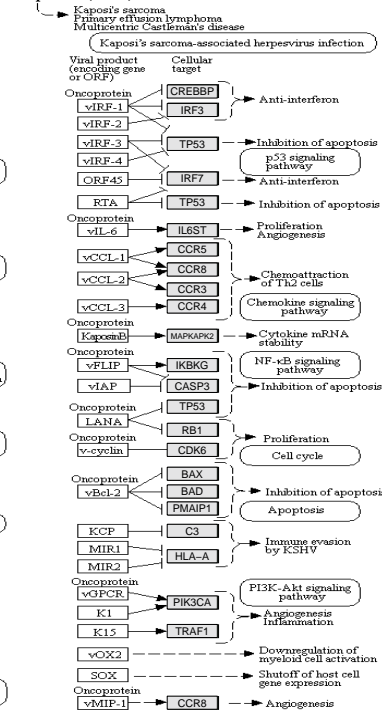 Kaposi's sarcoma
Primary effusion lymphoma
Multicentric Castleman's disease
Kaposi's sarcoma-associated herpesvirus infection
Viral product (encoding gene or ORF)
Cellular target
Oncoprotein
vIRF-1
CREBBP
IRF3
Anti-interferon
vIRF-2
vIRF-3
TP53
Inhibition of apoptosis
vIRF-4
p53 signaling pathway
ORF45
IRF7
Anti-interferon
RTA
TP53
Inhibition of apoptosis
Oncoprotein
vIL-6
IL6ST
Proliferation
Angiogenesis
vCCL-1
CCR5
CCR8
vCCL-2
CCR3
Chemoattraction of Th2 cells
vCCL-3
CCR4
Chemokine signaling pathway
Oncoprotein
KaposinB
MAPKAPK2
Cytokine mRNA stability
Oncoprotein
vFLIP
IKBKG
NF-κB signaling pathway
vIAP
CASP3
Inhibition of apoptosis
Oncoprotein
TP53
LANA
RB1
Oncoprotein
Proliferation
v-cyclin
CDK6
Cell cycle
Oncoprotein
BAX
vBcl-2
BAD
Inhibition of apoptosis
PMAIP1
Apoptosis
KCP
C3
MIR1
HLA-A
Immune evasion by KSHV
MIR2
Oncoprotein
vGPCR
PIK3CA
PI3K-Akt signaling pathway
K1
Angiogenesis
Inflammation
K15
TRAF1
vOX2
Downregulation of myeloid cell activation
SOX
Shutoff of host cell gene expression
Oncoprotein
vMIP-1
CCR8
Angiogenesis